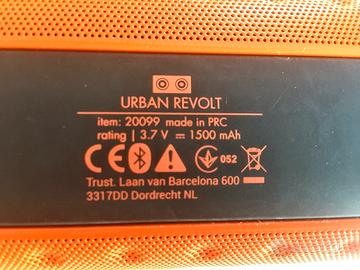 URBAN REVOLT
item: 20099 made in PRC
rating | 3.7 V ⎓ 1500 mAh
CE 052
Trust. Laan van Barcelona 600
3317DD Dordrecht NL